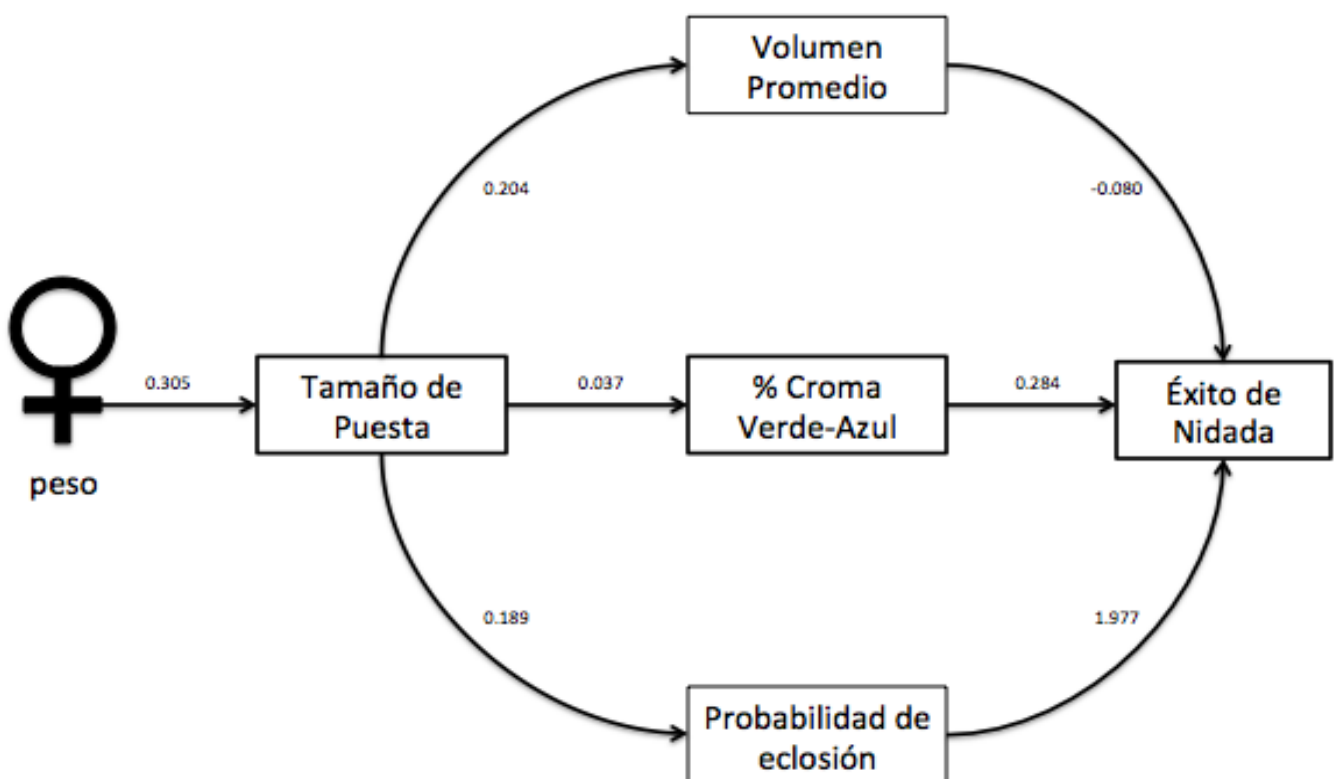 Volumen
Promedio
0.204
-0.080
0.305
Tamaño de
Puesta
0.037
% Croma
Verde-Azul
0.284
Éxito de
Nidada
peso
0.189
1.977
Probabilidad de
eclosión